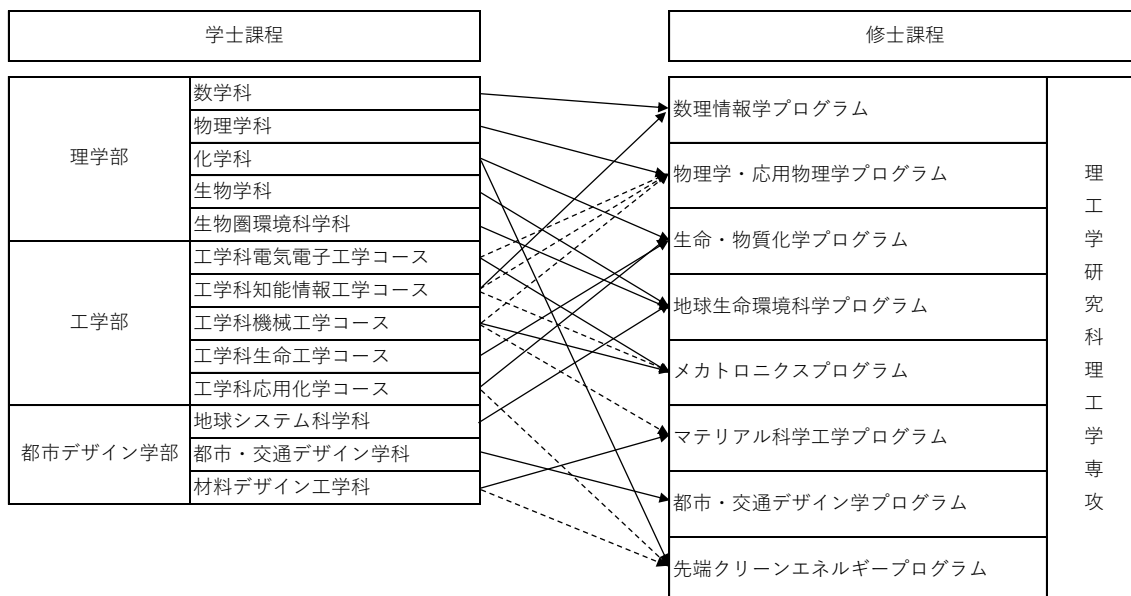 学士課程
修士課程
理学部
数学科
物理学科
化学科
生物学科
生物圏環境科学科
工学部
工学科電気電子工学コース
工学科知能情報工学コース
工学科機械工学コース
工学科生命工学コース
工学科応用化学コース
都市デザイン学部
地球システム科学科
都市・交通デザイン学科
材料デザイン工学科
数理情報学プログラム
物理学・応用物理学プログラム
生命・物質化学プログラム
地球生命環境科学プログラム
メカトロニクスプログラム
マテリアル科学工学プログラム
都市・交通デザイン学プログラム
先端クリーンエネルギープログラム
理工学研究科理工学専攻